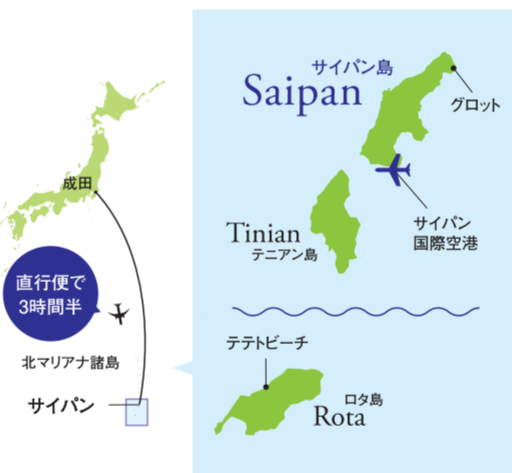 成田
直行便で
3時間半
北マリアナ諸島
サイパン
サイパン島
Saipan
グロット
サイパン
国際空港
Tinian
テニアン島
テテトビーチ
ロタ島
Rota